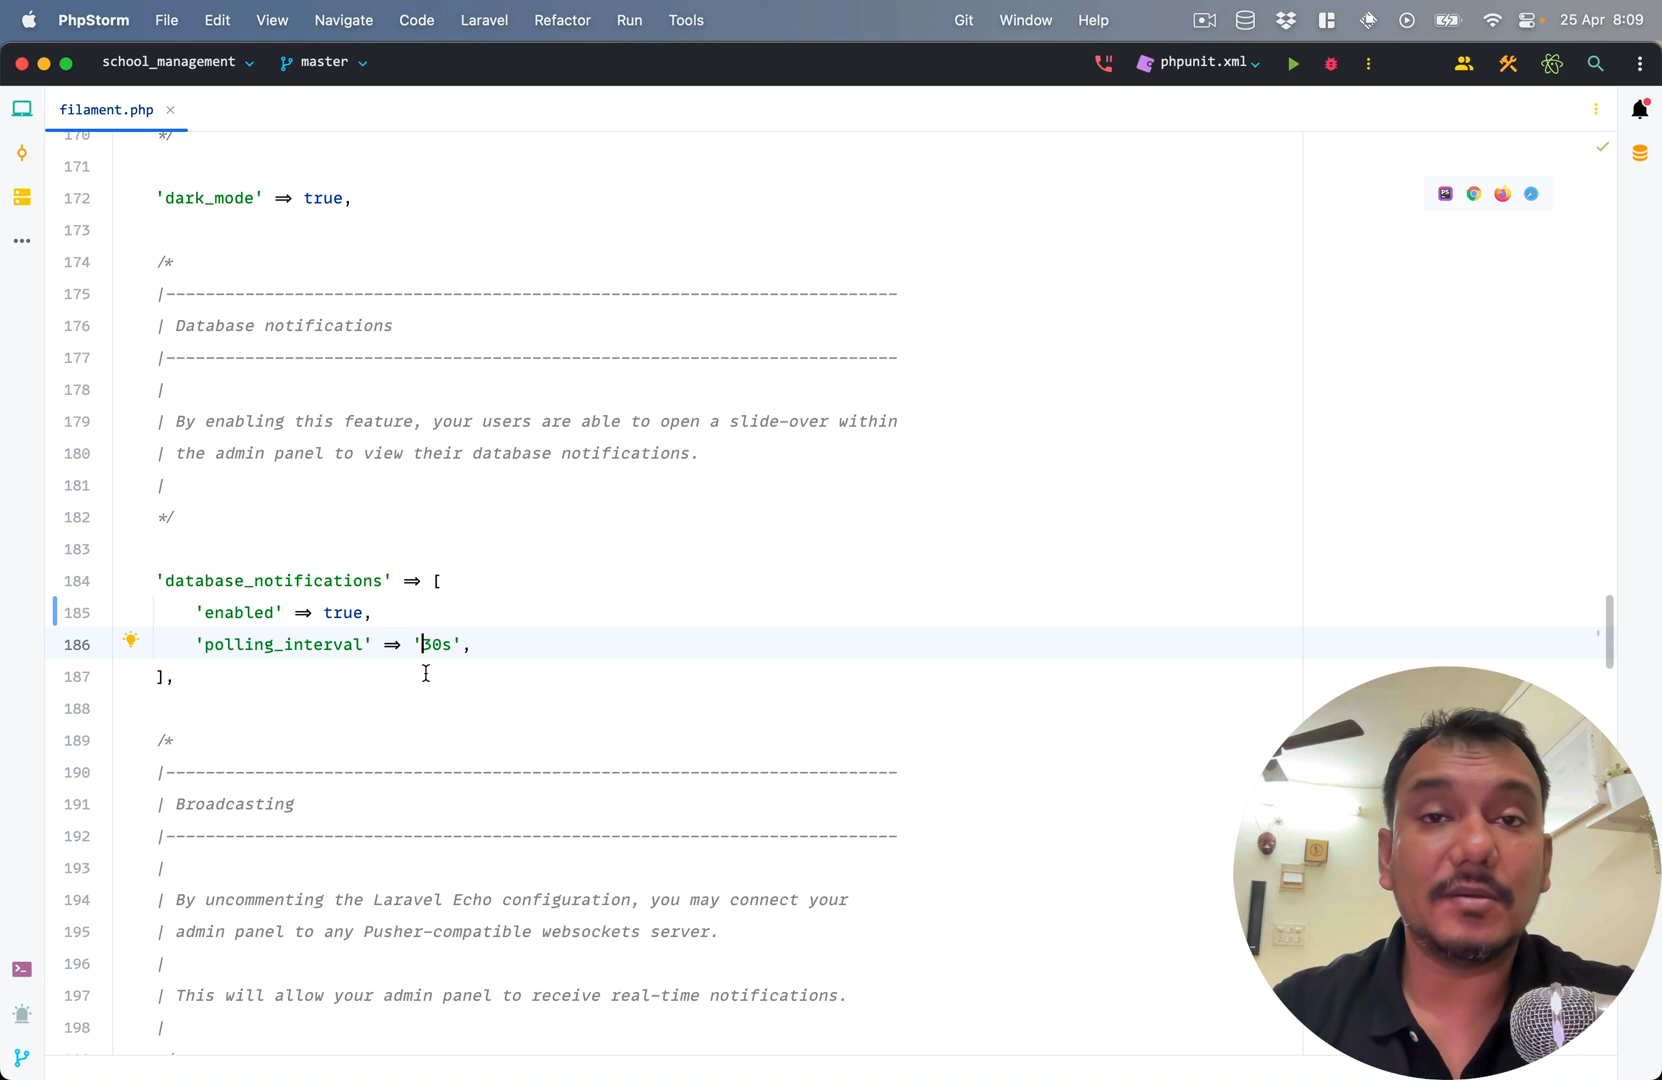 PhpStorm File Edit View Navigate Code Laravel Refactor Run Tools Git Window Help 25 Apr 8:09
school_management master phpunit.xml
filament.php
170 */
171
172 'dark_mode' => true,
173
174 /*
175 |--------------------------------------------------------------------------
176 | Database notifications
177 |--------------------------------------------------------------------------
178 |
179 | By enabling this feature, your users are able to open a slide-over within
180 | the admin panel to view their database notifications.
181 |
182 */
183
184 'database_notifications' => [
185 'enabled' => true,
186 'polling_interval' => '30s',
187 ],
188
189 /*
190 |--------------------------------------------------------------------------
191 | Broadcasting
192 |--------------------------------------------------------------------------
193 |
194 | By uncommenting the Laravel Echo configuration, you may connect your
195 | admin panel to any Pusher-compatible websockets server.
196 |
197 | This will allow your admin panel to receive real-time notifications.
198 |